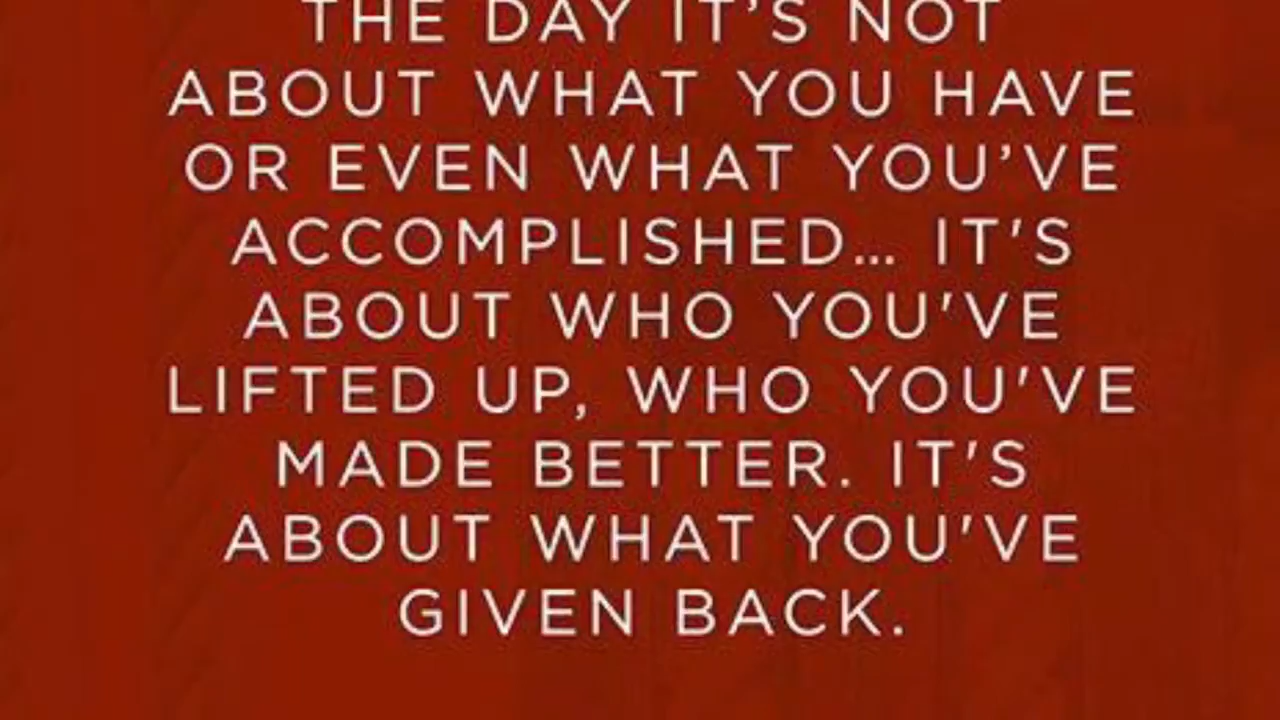 THE DAY IT’S NOT
ABOUT WHAT YOU HAVE
OR EVEN WHAT YOU’VE
ACCOMPLISHED... IT'S
ABOUT WHO YOU'VE
LIFTED UP, WHO YOU'VE
MADE BETTER. IT'S
ABOUT WHAT YOU'VE
GIVEN BACK.